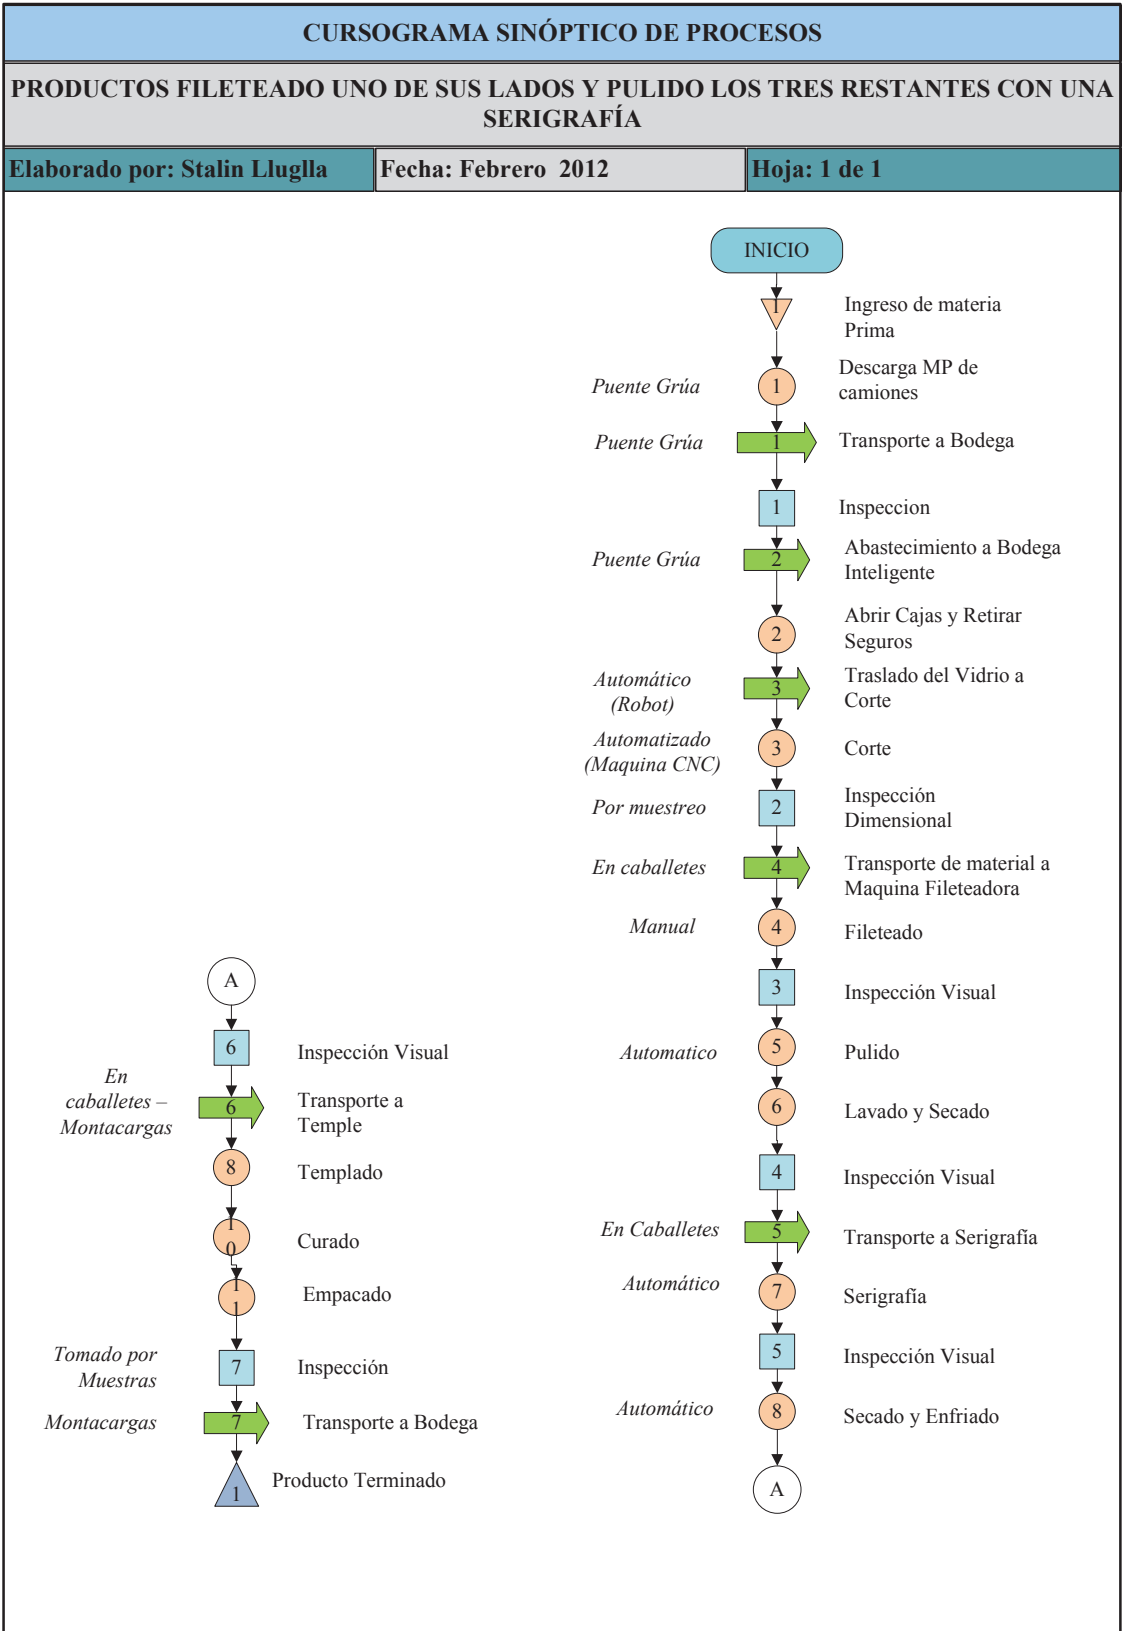 CURSOGRAMA SINÓPTICO DE PROCESOS
PRODUCTOS FILETEADO UNO DE SUS LADOS Y PULIDO LOS TRES RESTANTES CON UNA
SERIGRAFÍA
Elaborado por: Stalin Lluglla
Fecha: Febrero 2012
Hoja: 1 de 1
INICIO
1
Ingreso de materia
Prima
Puente Grúa
1
Descarga MP de
camiones
Puente Grúa
1
Transporte a Bodega
1
Inspeccion
Puente Grúa
2
Abastecimiento a Bodega
Inteligente
2
Abrir Cajas y Retirar
Seguros
Automático
(Robot)
3
Traslado del Vidrio a
Corte
Automatizado
(Maquina CNC)
3
Corte
Por muestreo
2
Inspección
Dimensional
En caballetes
4
Transporte de material a
Maquina Fileteadora
Manual
4
Fileteado
3
Inspección Visual
Automatico
5
Pulido
6
Lavado y Secado
4
Inspección Visual
En Caballetes
5
Transporte a Serigrafía
Automático
7
Serigrafía
5
Inspección Visual
Automático
8
Secado y Enfriado
A
A
6
Inspección Visual
En
caballetes –
Montacargas
6
Transporte a
Temple
8
Templado
10
Curado
11
Empacado
Tomado por
Muestras
7
Inspección
Montacargas
7
Transporte a Bodega
1
Producto Terminado